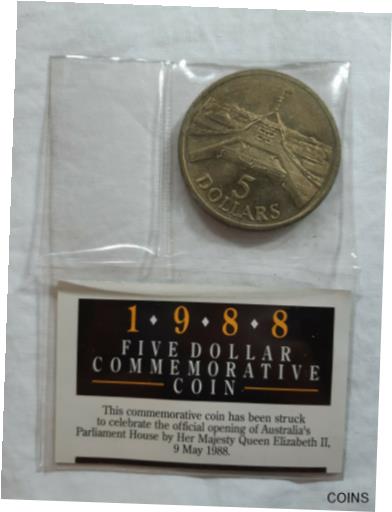 5
DOLLARS
1 • 9 • 8 • 8
FIVE DOLLAR
COMMEMORATIVE
COIN
This commemorative coin has been struck
to celebrate the official opening of Australia's
Parliament House by Her Majesty Queen Elizabeth II,
9 May 1988.
COINS